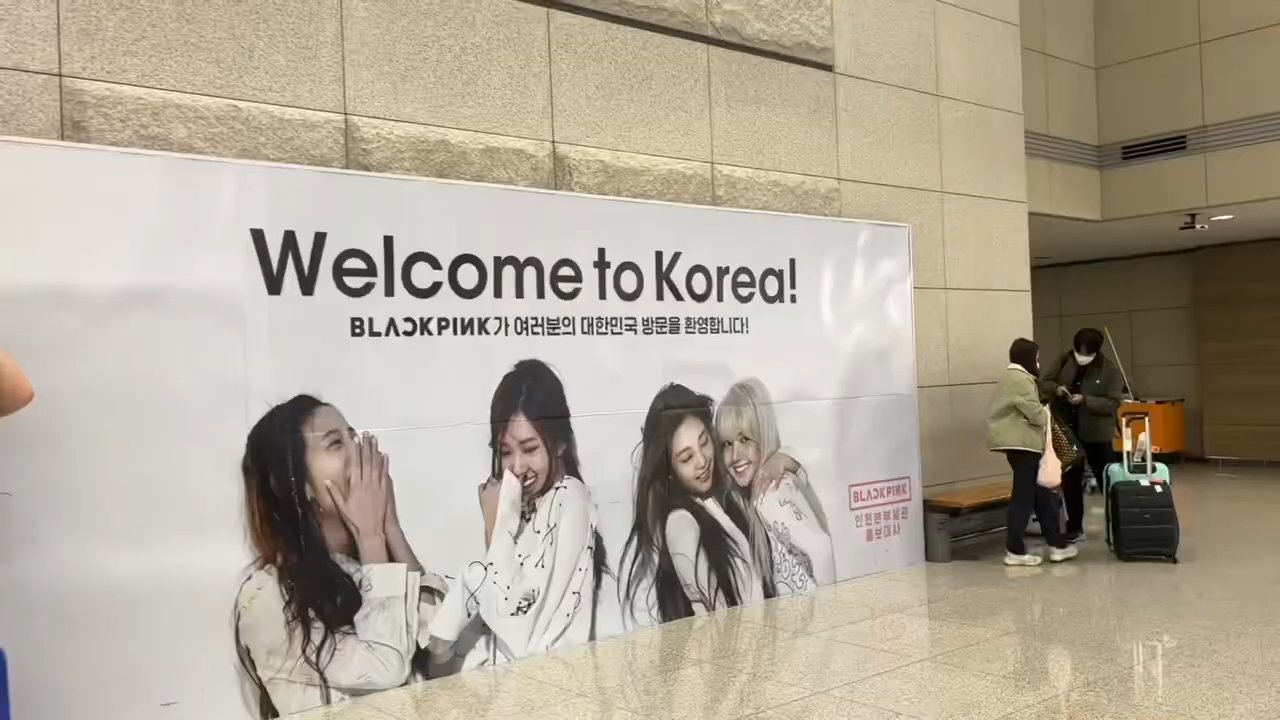 Welcome to Korea!
BLACKPINK가 여러분의 대한민국 방문을 환영합니다!
BLACKPINK
인천본부세관
홍보대사